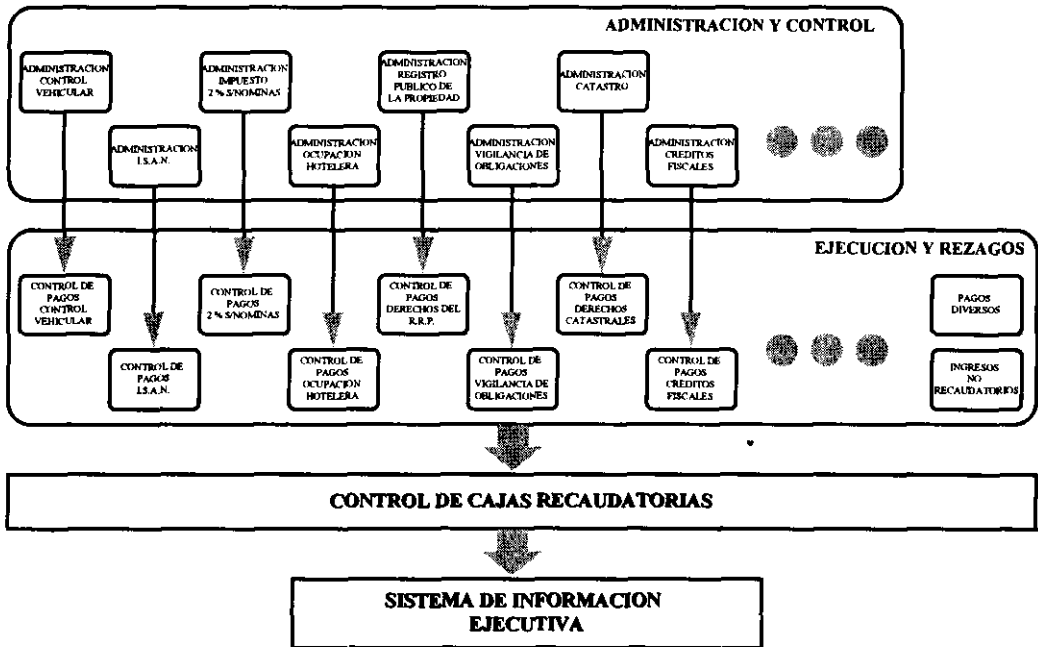 ADMINISTRACION Y CONTROL
ADMINISTRACION
CONTROL
VEHICULAR
ADMINISTRACION
IMPUESTO
2 % S/NOMINAS
ADMINISTRACION
REGISTRO
PUBLICO DE
LA PROPIEDAD
ADMINISTRACION
CATASTRO
ADMINISTRACION
I.S.A.N.
ADMINISTRACION
OCUPACION
HOTELERA
ADMINISTRACION
VIGILANCIA DE
OBLIGACIONES
ADMINISTRACION
CREDITOS
FISCALES
EJECUCION Y REZAGOS
CONTROL DE
PAGOS
CONTROL
VEHICULAR
CONTROL DE
PAGOS
2 % S/NOMINAS
CONTROL DE
PAGOS
DERECHOS DEL
R.R.P.
CONTROL DE
PAGOS
DERECHOS
CATASTRALES
PAGOS
DIVERSOS
CONTROL DE
PAGOS
I.S.A.N.
CONTROL DE
PAGOS
OCUPACION
HOTELERA
CONTROL DE
PAGOS
VIGILANCIA DE
OBLIGACIONES
CONTROL DE
PAGOS
CRÉDITOS
FISCALES
INGRESOS
NO
RECAUDATORIOS
CONTROL DE CAJAS RECAUDATORIAS
SISTEMA DE INFORMACION
EJECUTIVA